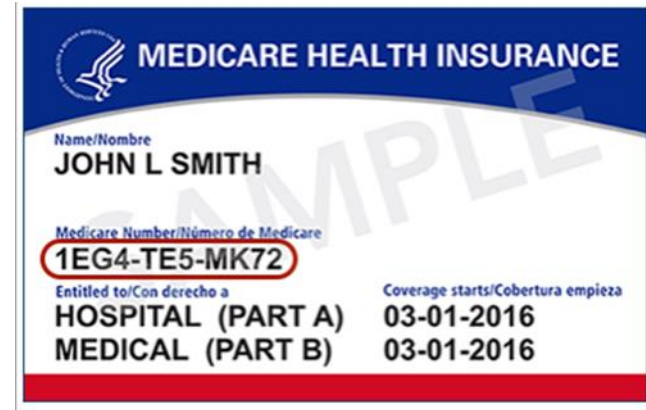 MEDICARE HEALTH INSURANCE
SAMPLE
Name/Nombre
JOHN L SMITH
Medicare Number/Número de Medicare
1EG4-TE5-MK72
Entitled to/Con derecho a
Coverage starts/Cobertura empieza
HOSPITAL (PART A) 03-01-2016
MEDICAL (PART B) 03-01-2016